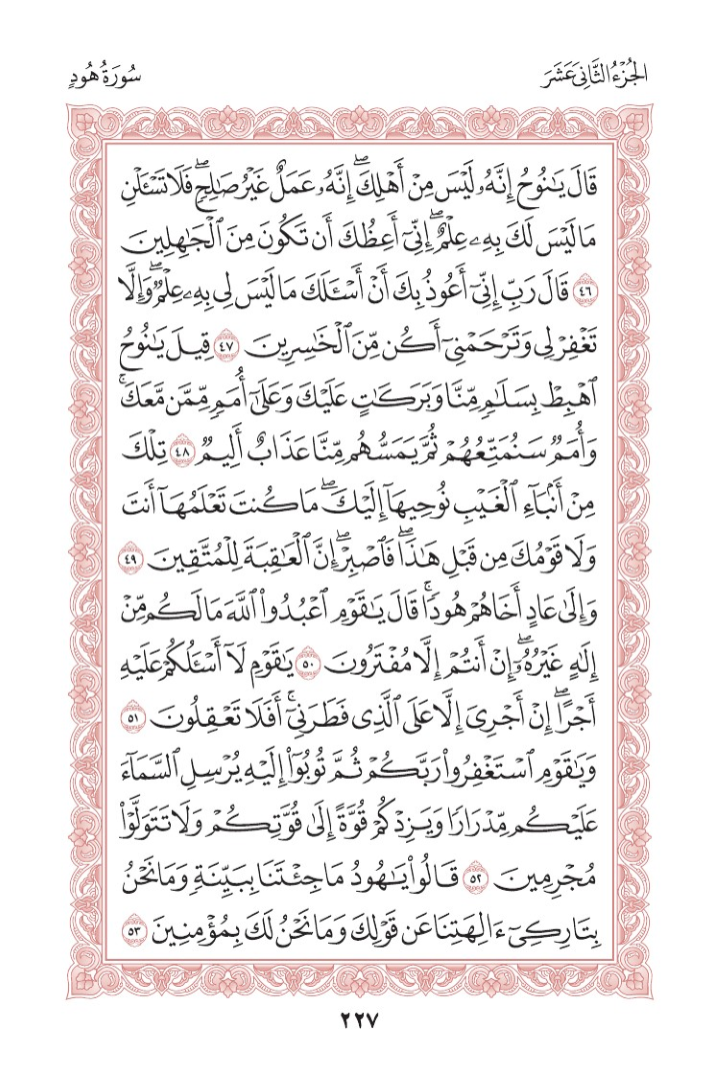 الجُزْءُ الثَّانِي عَشَرَ
سُورَةُ هُودٍ
قَالَ يَٰنُوحُ إِنَّهُۥ لَيْسَ مِنْ أَهْلِكَۖ إِنَّهُۥ عَمَلٌ غَيْرُ صَٰلِحٖۖ فَلَا تَسْـَٔلْنِ
مَا لَيْسَ لَكَ بِهِۦ عِلْمٌۖ إِنِّيٓ أَعِظُكَ أَن تَكُونَ مِنَ ٱلْجَٰهِلِينَ
٤٦ قَالَ رَبِّ إِنِّيٓ أَعُوذُ بِكَ أَنْ أَسْـَٔلَكَ مَا لَيْسَ لِي بِهِۦ عِلْمٞۖ وَإِلَّا
تَغْفِرْ لِي وَتَرْحَمْنِيٓ أَكُن مِّنَ ٱلْخَٰسِرِينَ ٤٧ قِيلَ يَٰنُوحُ
ٱهْبِطْ بِسَلَٰمٖ مِّنَّا وَبَرَكَٰتٍ عَلَيْكَ وَعَلَىٰٓ أُمَمٖ مِّمَّن مَّعَكَۚ
وَأُمَمٞ سَنُمَتِّعُهُمْ ثُمَّ يَمَسُّهُم مِّنَّا عَذَابٌ أَلِيمٞ ٤٨ تِلْكَ
مِنْ أَنۢبَآءِ ٱلْغَيْبِ نُوحِيهَآ إِلَيْكَۖ مَا كُنتَ تَعْلَمُهَآ أَنتَ
وَلَا قَوْمُكَ مِن قَبْلِ هَٰذَاۖ فَٱصْبِرْۖ إِنَّ ٱلْعَٰقِبَةَ لِلْمُتَّقِينَ ٤٩
وَإِلَىٰ عَادٍ أَخَاهُمْ هُودٗاۚ قَالَ يَٰقَوْمِ ٱعْبُدُوا۟ ٱللَّهَ مَا لَكُم مِّنْ
إِلَٰهٍ غَيْرُهُۥٓۖ إِنْ أَنتُمْ إِلَّا مُفْتَرُونَ ٥٠ يَٰقَوْمِ لَآ أَسْـَٔلُكُمْ عَلَيْهِ
أَجْرًاۖ إِنْ أَجْرِيَ إِلَّا عَلَى ٱلَّذِي فَطَرَنِيٓۚ أَفَلَا تَعْقِلُونَ ٥١
وَيَٰقَوْمِ ٱسْتَغْفِرُوا۟ رَبَّكُمْ ثُمَّ تُوبُوٓا۟ إِلَيْهِ يُرْسِلِ ٱلسَّمَآءَ
عَلَيْكُم مِّدْرَارٗا وَيَزِدْكُمْ قُوَّةً إِلَىٰ قُوَّتِكُمْ وَلَا تَتَوَلَّوْا۟
مُجْرِمِينَ ٥٢ قَالُوا۟ يَٰهُودُ مَا جِئْتَنَا بِبَيِّنَةٖ وَمَا نَحْنُ
بِتَارِكِيٓ ءَالِهَتِنَا عَن قَوْلِكَ وَمَا نَحْنُ لَكَ بِمُؤْمِنِينَ ٥٣
٢٢٧